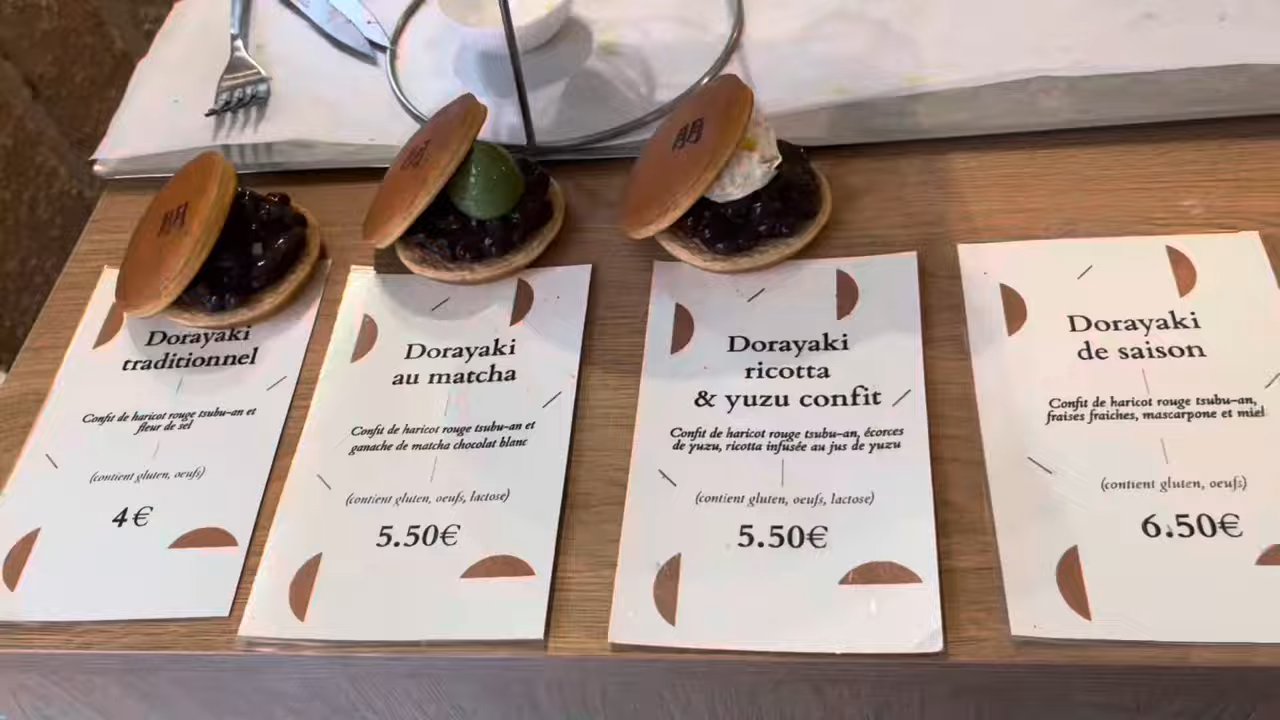 Dorayaki
traditionnel
Confit de haricot rouge tsubu-an et
fleur de sel
(contient gluten, oeufs)
4€
Dorayaki
au matcha
Confit de haricot rouge tsubu-an et
ganache de matcha chocolat blanc
(contient gluten, oeufs, lactose)
5.50€
Dorayaki
ricotta
& yuzu confit
Confit de haricot rouge tsubu-an, écorces
de yuzu, ricotta infusée au jus de yuzu
(contient gluten, oeufs, lactose)
5.50€
Dorayaki
de saison
Confit de haricot rouge tsubu-an,
fraises fraiches, mascarpone et miel
(contient gluten, oeufs)
6.50€